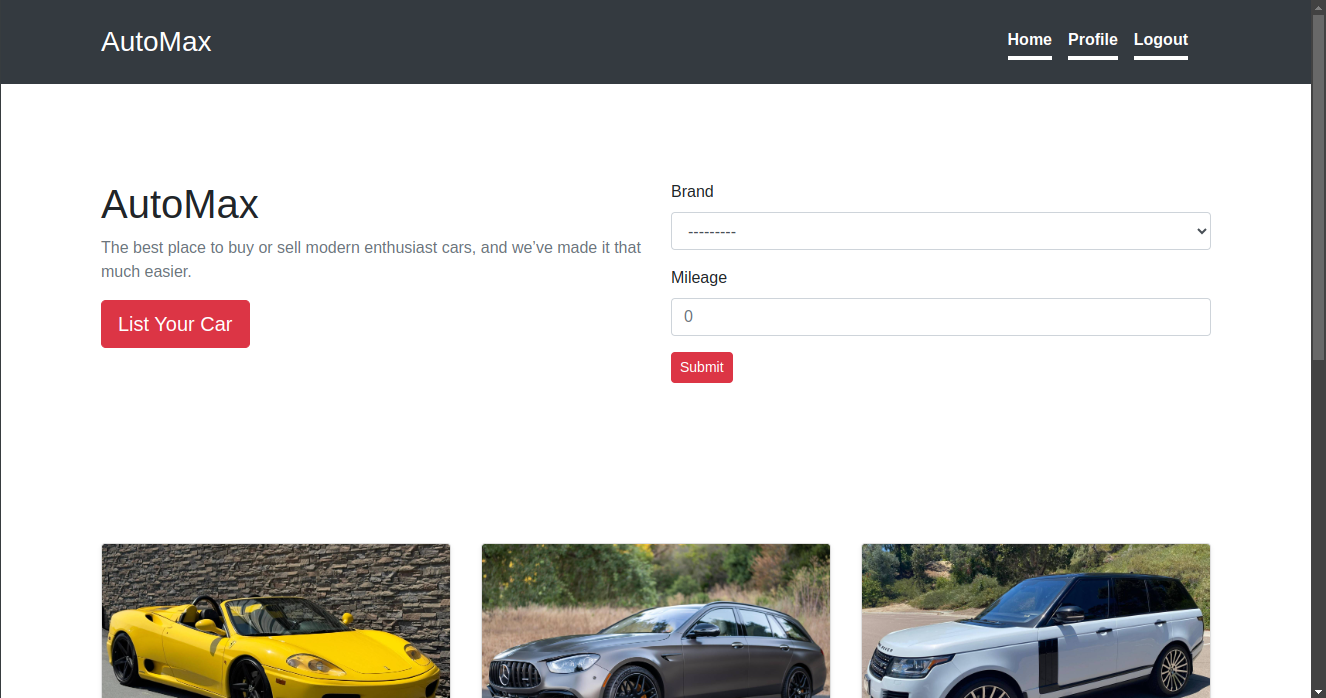 AutoMax
Home Profile Logout
AutoMax
The best place to buy or sell modern enthusiast cars, and we’ve made it that
much easier.
List Your Car
Brand
---------
Mileage
0
Submit